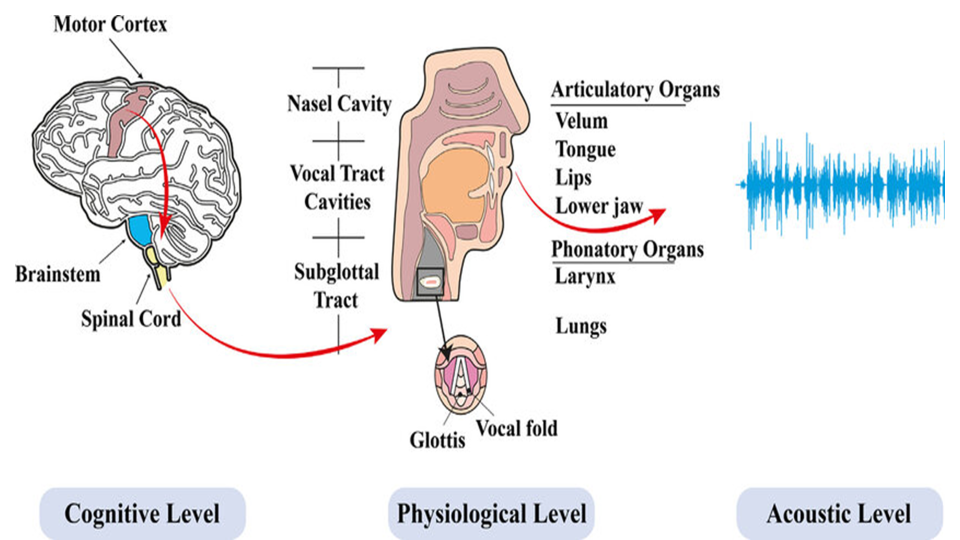 Motor Cortex
Brainstem
Spinal Cord
Nasel Cavity
Vocal Tract
Cavities
Subglottal
Tract
Glottis
Vocal fold
Articulatory Organs
Velum
Tongue
Lips
Lower jaw
Phonatory Organs
Larynx
Lungs
Cognitive Level
Physiological Level
Acoustic Level